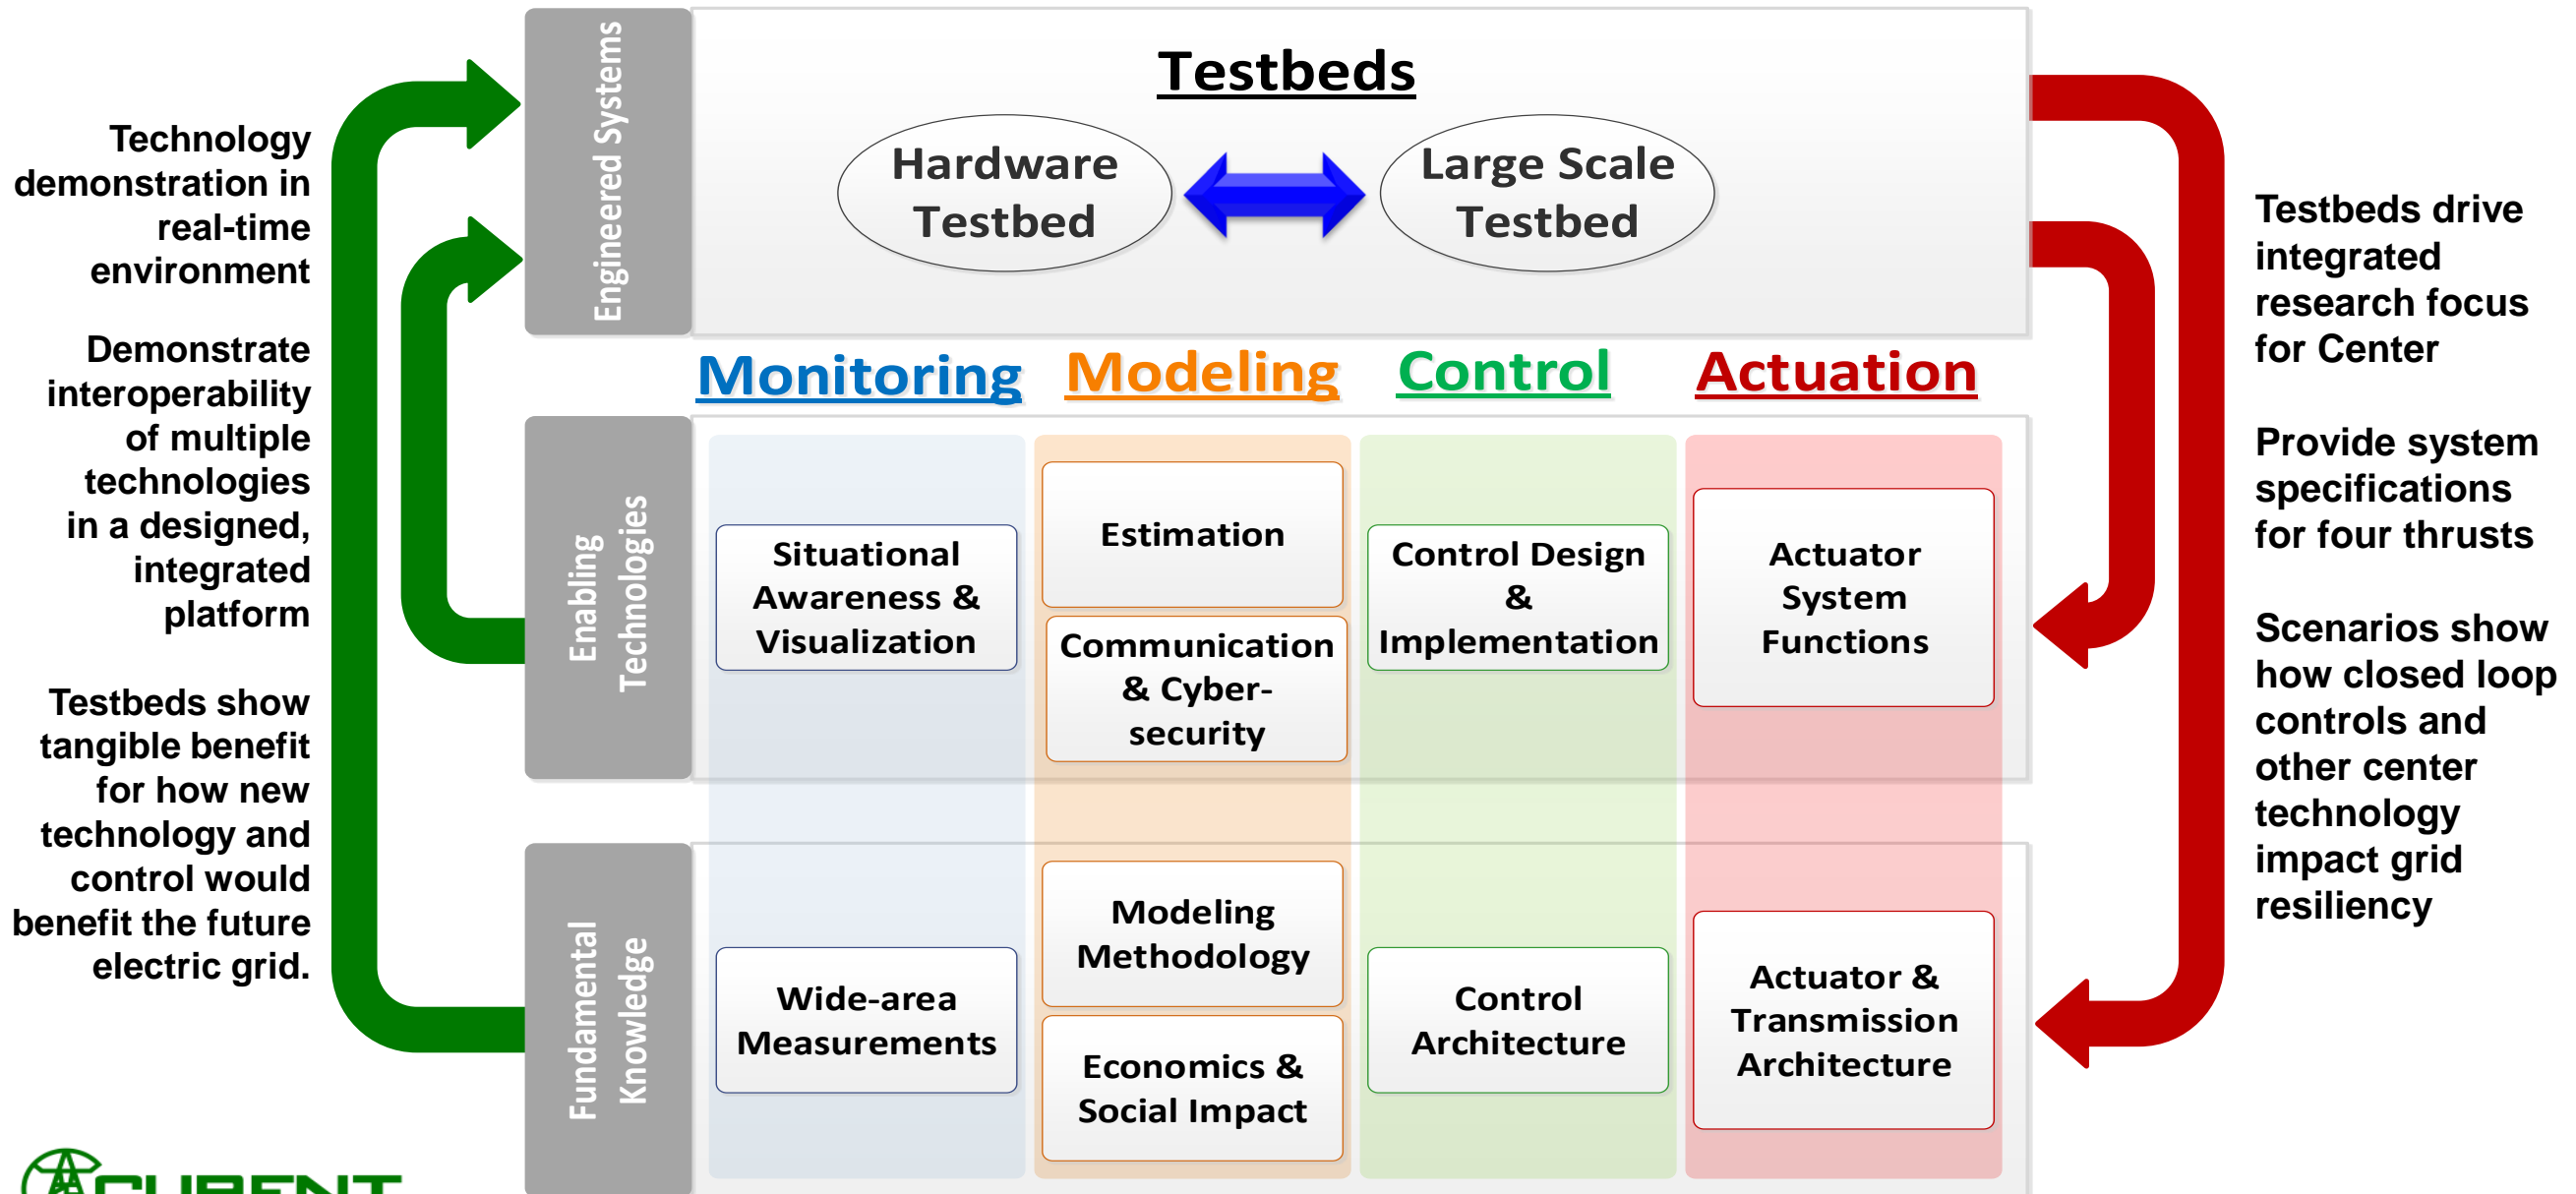 Technology
demonstration in
real-time
environment
Demonstrate
interoperability
of multiple
technologies
in a designed,
integrated
platform
Testbeds show
tangible benefit
for how new
technology and
control would
benefit the future
electric grid.
Engineered Systems
Testbeds
Hardware
Testbed
Large Scale
Testbed
Monitoring
Modeling
Control
Actuation
Enabling
Technologies
Situational
Awareness &
Visualization
Estimation
Communication
& Cyber-
security
Control Design
&
Implementation
Actuator
System
Functions
Fundamental
Knowledge
Wide-area
Measurements
Modeling
Methodology
Economics &
Social Impact
Control
Architecture
Actuator &
Transmission
Architecture
Testbeds drive
integrated
research focus
for Center
Provide system
specifications
for four thrusts
Scenarios show
how closed loop
controls and
other center
technology
impact grid
resiliency
CURENT